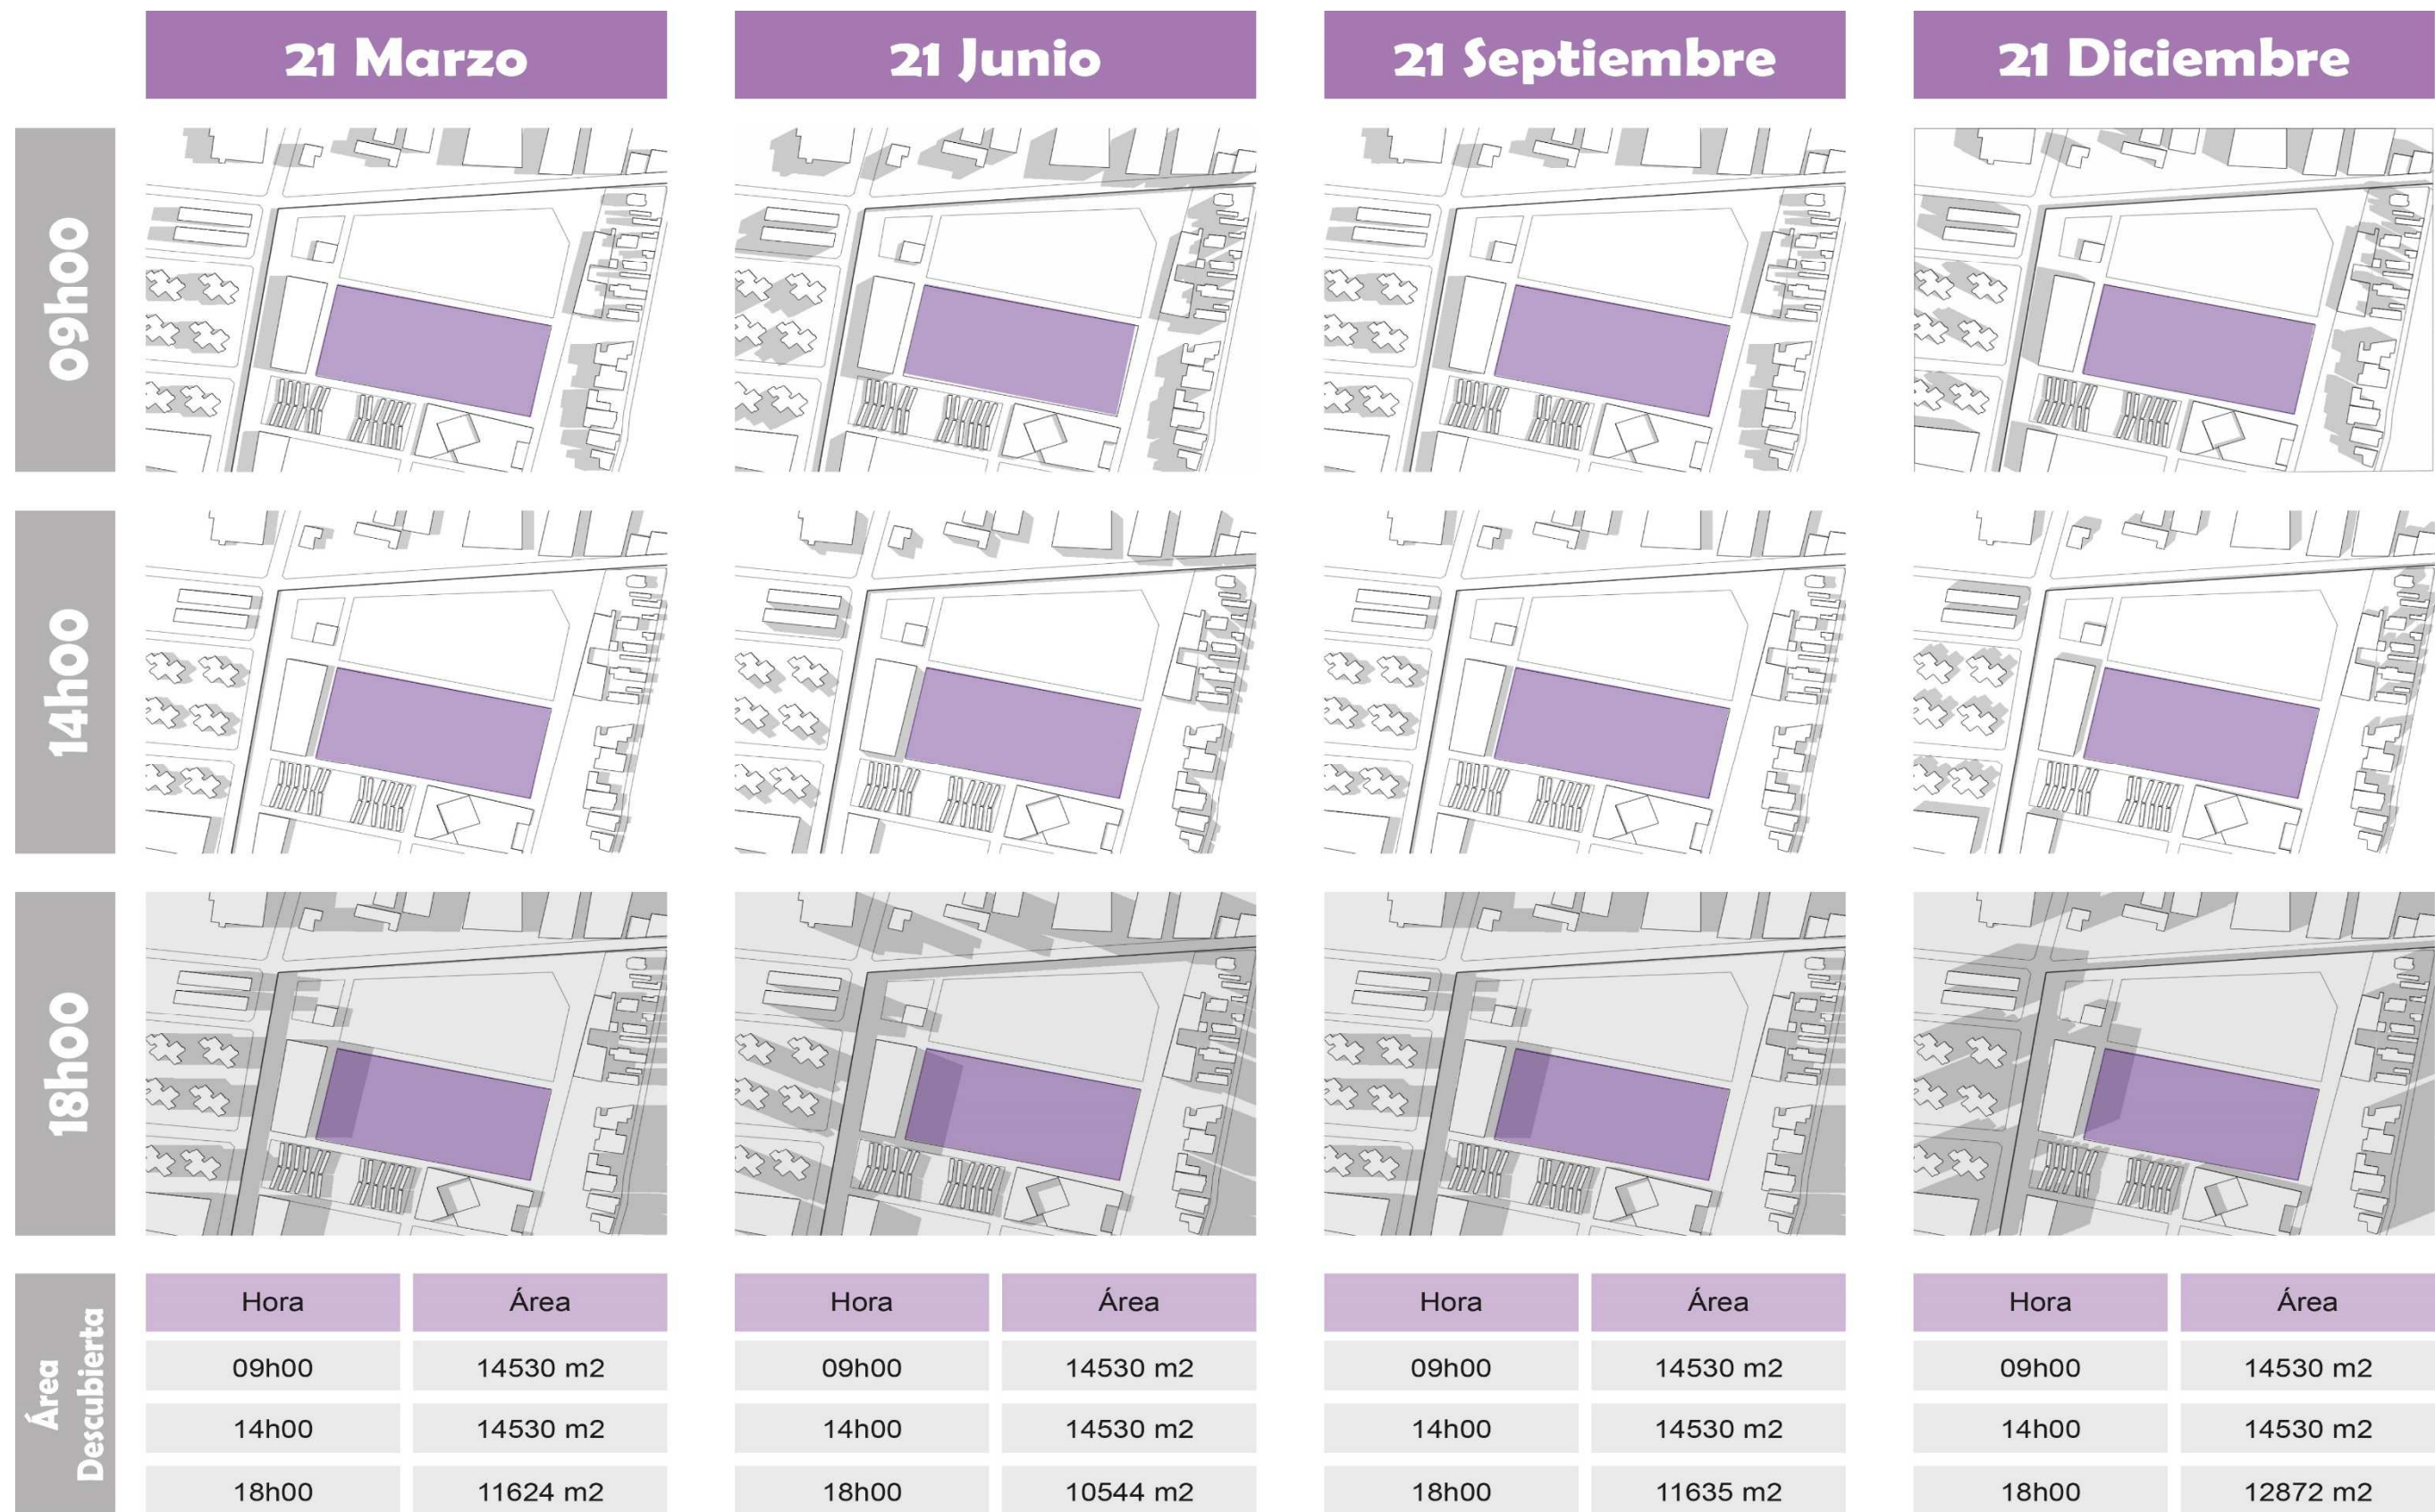 21 Marzo
21 Junio
21 Septiembre
21 Diciembre
09h00
14h00
18h00
Área
Descubierta
Hora Área
09h00 14530 m2
14h00 14530 m2
18h00 11624 m2
Hora Área
09h00 14530 m2
14h00 14530 m2
18h00 10544 m2
Hora Área
09h00 14530 m2
14h00 14530 m2
18h00 11635 m2
Hora Área
09h00 14530 m2
14h00 14530 m2
18h00 12872 m2